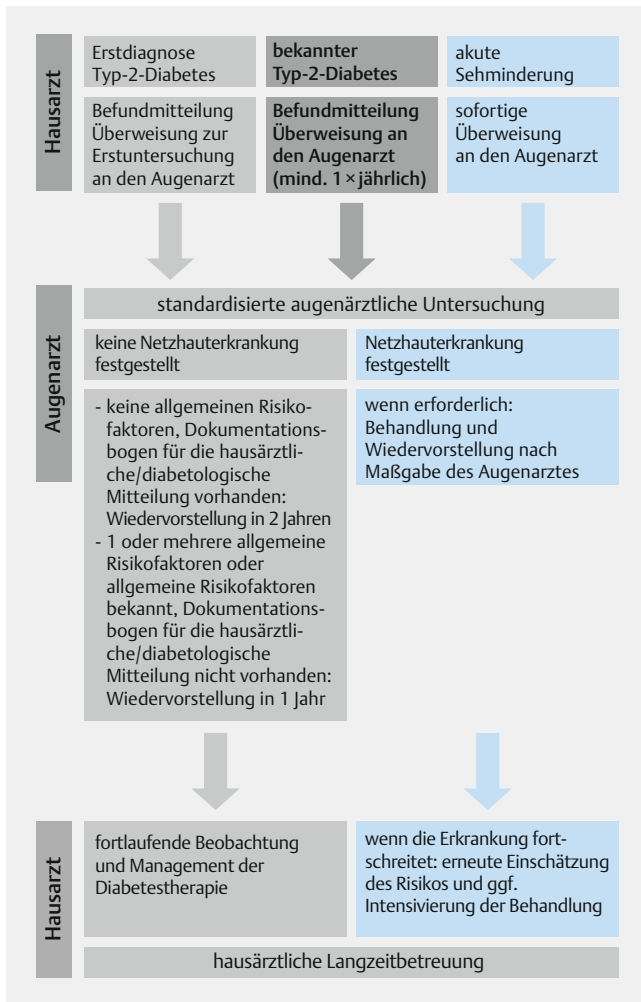 Hausarzt
Erstdiagnose
Typ-2-Diabetes
bekannter
Typ-2-Diabetes
akute
Sehminderung
Befundmitteilung
Überweisung zur
Erstuntersuchung
an den Augenarzt
Befundmitteilung
Überweisung an
den Augenarzt
(mind. 1 × jährlich)
sofortige
Überweisung
an den Augenarzt
Augenarzt
standardisierte augenärztliche Untersuchung
keine Netzhauterkrankung
festgestellt
Netzhauterkrankung
festgestellt
- keine allgemeinen Risiko-
faktoren, Dokumentations-
bogen für die hausärztli-
che/diabetologische
Mitteilung vorhanden:
Wiedervorstellung in 2 Jahren
- 1 oder mehrere allgemeine
Risikofaktoren oder
allgemeine Risikofaktoren
bekannt, Dokumentations-
bogen für die hausärztli-
che/diabetologische
Mitteilung nicht vorhanden:
Wiedervorstellung in 1 Jahr
wenn erforderlich:
Behandlung und
Wiedervorstellung nach
Maßgabe des Augenarztes
Hausarzt
fortlaufende Beobachtung
und Management der
Diabetestherapie
wenn die Erkrankung fort-
schreitet: erneute Einschätzung
des Risikos und ggf.
Intensivierung der Behandlung
hausärztliche Langzeitbetreuung